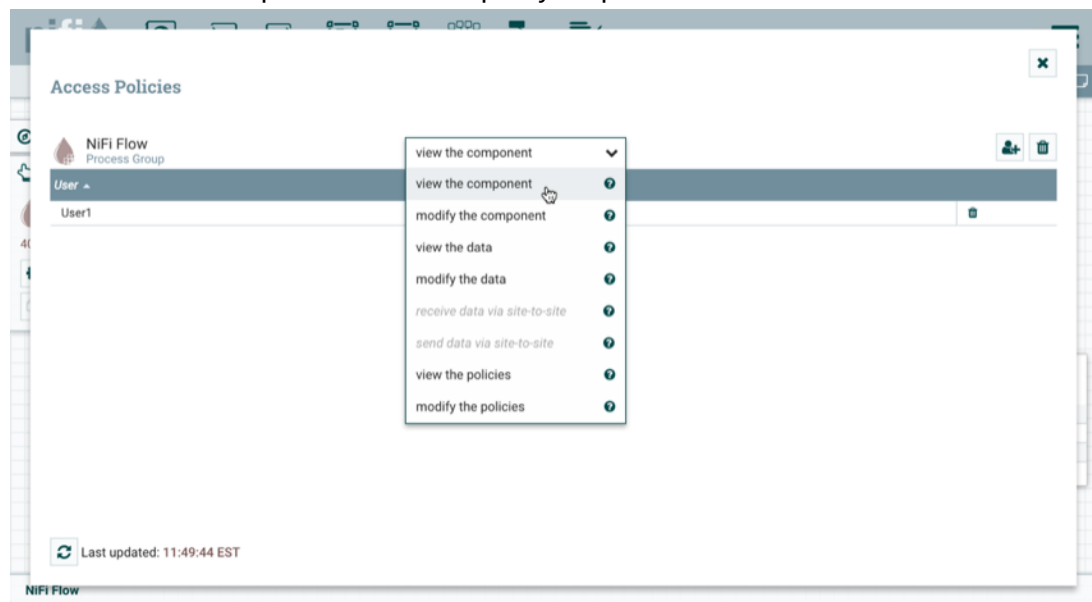 Access Policies
NiFi Flow
Process Group
view the component
User
view the component
User1
modify the component
view the data
modify the data
receive data via site-to-site
send data via site-to-site
view the policies
modify the policies
Last updated: 11:49:44 EST
NiFi Flow